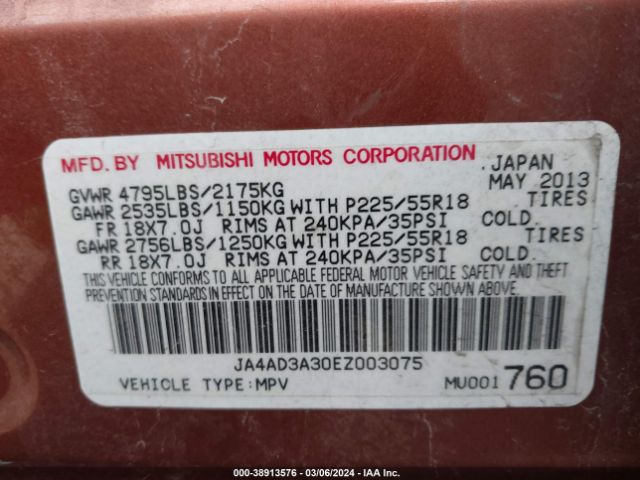 MFD. BY MITSUBISHI MOTORS CORPORATION JAPAN
GVWR 4795LBS/2175KG MAY 2013
GAWR 2535LBS/1150KG WITH P225/55R18 TIRES
FR 18X7.0J RIMS AT 240KPA/35PSI COLD.
GAWR 2756LBS/1250KG WITH P225/55R18 TIRES
RR 18X7.0J RIMS AT 240KPA/35PSI COLD.
THIS VEHICLE CONFORMS TO ALL APPLICABLE FEDERAL MOTOR VEHICLE SAFETY AND THEFT
PREVENTION STANDARDS IN EFFECT ON THE DATE OF MANUFACTURE SHOWN ABOVE.
JA4AD3A30EZ003075
VEHICLE TYPE:MPV MU001760
000-38913576 - 03/06/2024 - IAA Inc.